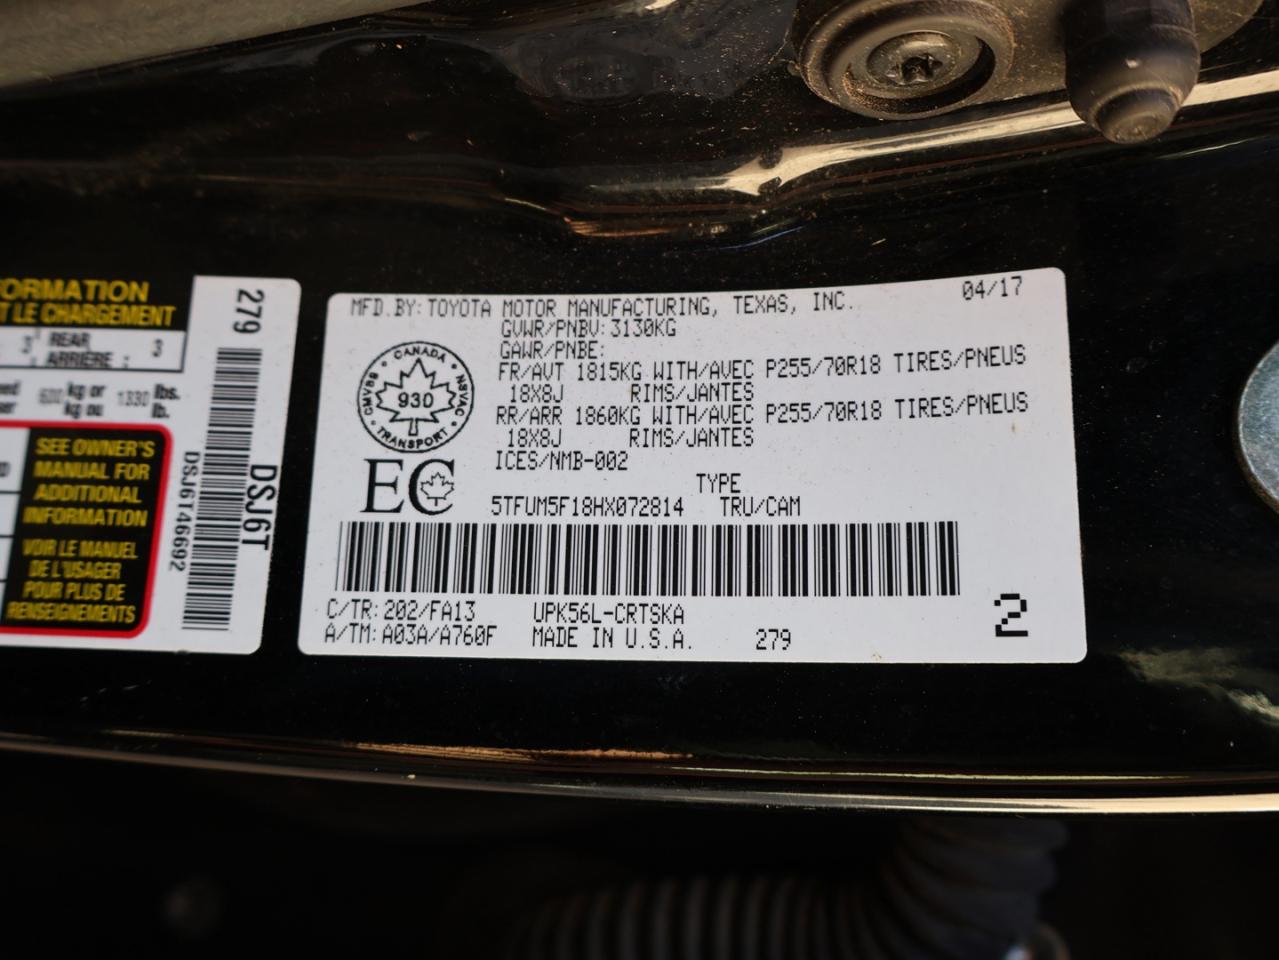 ORMATION
T LE CHARGEMENT
3 REAR
ARRIÈRE : 3
kg or 1330 lbs.
kg ou lb.
SEE OWNER'S
MANUAL FOR
ADDITIONAL
INFORMATION
VOIR LE MANUEL
DE L'USAGER
POUR PLUS DE
RENSEIGNEMENTS
279
DSJ6T46692
DSJ6T
MFD.BY: TOYOTA MOTOR MANUFACTURING, TEXAS, INC. 04/17
GVWR/PNBV: 3130KG
GAWR/PNBE:
FR/AVT 1815KG WITH/AVEC P255/70R18 TIRES/PNEUS
18X8J RIMS/JANTES
RR/ARR 1860KG WITH/AVEC P255/70R18 TIRES/PNEUS
18X8J RIMS/JANTES
ICES/NMB-002
CANADA
CMVSS
930
NSVAC
TRANSPORT
EC
TYPE
5TFUM5F18HX072814 TRU/CAM
C/TR: 202/FA13 UPK56L-CRTSKA
A/TM: A03A/A760F MADE IN U.S.A. 279
2